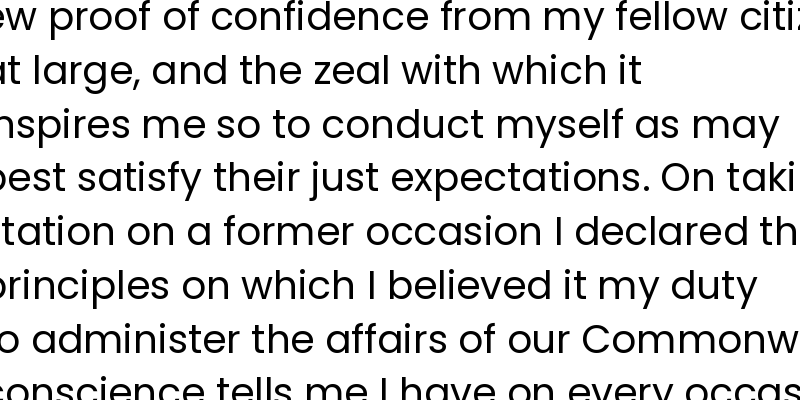 ew proof of confidence from my fellow citiz
at large, and the zeal with which it
nspires me so to conduct myself as may
best satisfy their just expectations. On taki
tation on a former occasion I declared th
principles on which I believed it my duty
o administer the affairs of our Commonw
conscience tells me I have on every occas